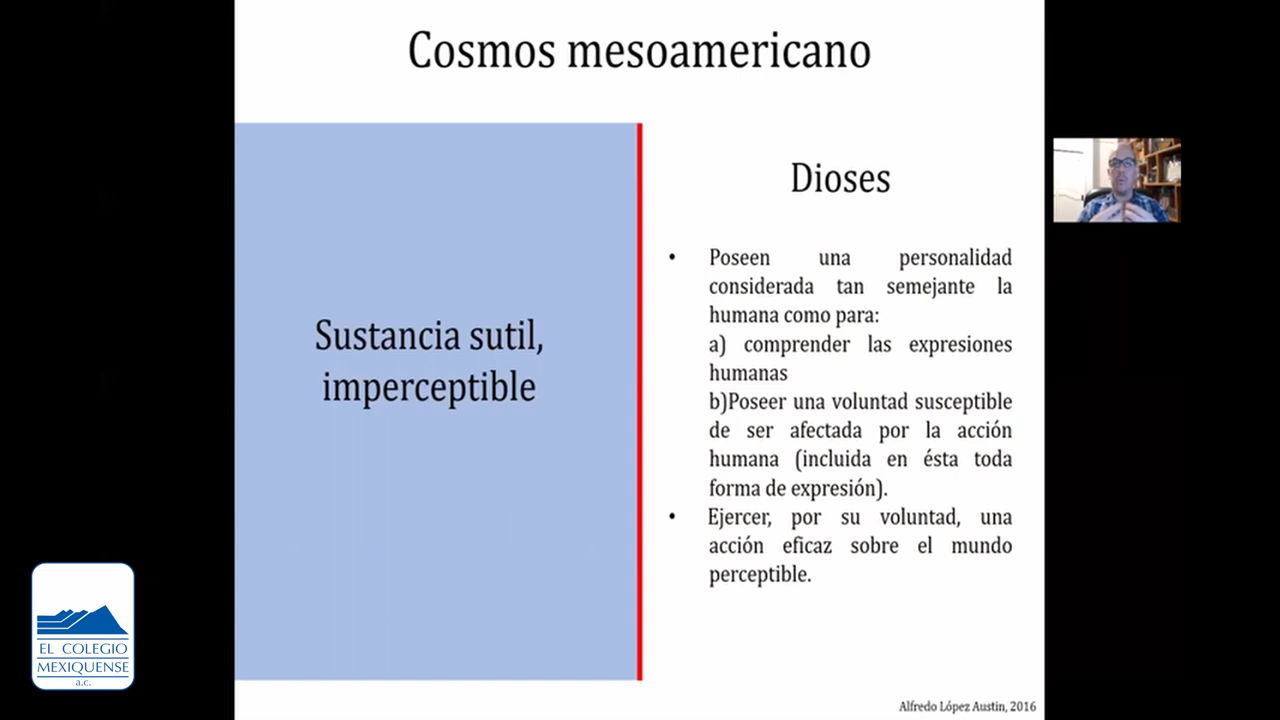 Cosmos mesoamericano
Sustancia sutil,
imperceptible
Dioses
• Poseen una personalidad
considerada tan semejante la
humana como para:
a) comprender las expresiones
humanas
b)Poseer una voluntad susceptible
de ser afectada por la acción
humana (incluida en ésta toda
forma de expresión).
• Ejercer, por su voluntad, una
acción eficaz sobre el mundo
perceptible.
Alfredo López Austin, 2016
EL COLEGIO
MEXIQUENSE
a.c.